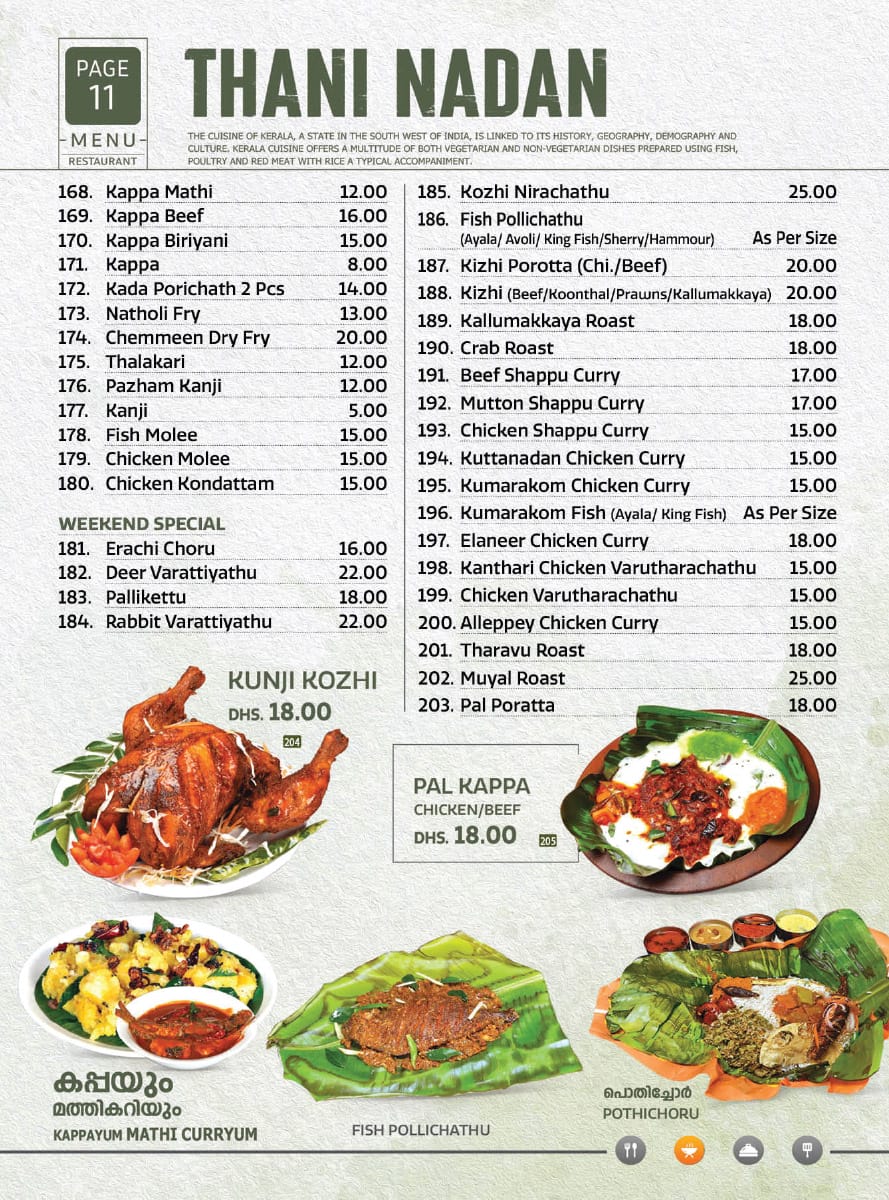 PAGE
11
MENU
RESTAURANT
THANI NADAN
THE CUISINE OF KERALA, A STATE IN THE SOUTH WEST OF INDIA, IS LINKED TO ITS HISTORY, GEOGRAPHY, DEMOGRAPHY AND
CULTURE. KERALA CUISINE OFFERS A MULTITUDE OF BOTH VEGETARIAN AND NON-VEGETARIAN DISHES PREPARED USING FISH,
POULTRY AND RED MEAT WITH RICE A TYPICAL ACCOMPANIMENT.
168. Kappa Mathi 12.00
169. Kappa Beef 16.00
170. Kappa Biriyani 15.00
171. Kappa 8.00
172. Kada Porichath 2 Pcs 14.00
173. Natholi Fry 13.00
174. Chemmeen Dry Fry 20.00
175. Thalakari 12.00
176. Pazham Kanji 12.00
177. Kanji 5.00
178. Fish Molee 15.00
179. Chicken Molee 15.00
180. Chicken Kondattam 15.00
WEEKEND SPECIAL
181. Erachi Choru 16.00
182. Deer Varattiyathu 22.00
183. Pallikettu 18.00
184. Rabbit Varattiyathu 22.00
185. Kozhi Nirachathu 25.00
186. Fish Pollichathu
(Ayala/ Avoli/ King Fish/Sherry/Hammour) As Per Size
187. Kizhi Porotta (Chi./Beef) 20.00
188. Kizhi (Beef/Koonthal/Prawns/Kallumakkaya) 20.00
189. Kallumakkaya Roast 18.00
190. Crab Roast 18.00
191. Beef Shappu Curry 17.00
192. Mutton Shappu Curry 17.00
193. Chicken Shappu Curry 15.00
194. Kuttanadan Chicken Curry 15.00
195. Kumarakom Chicken Curry 15.00
196. Kumarakom Fish (Ayala/ King Fish) As Per Size
197. Elaneer Chicken Curry 18.00
198. Kanthari Chicken Varutharachathu 15.00
199. Chicken Varutharachathu 15.00
200. Alleppey Chicken Curry 15.00
201. Tharavu Roast 18.00
202. Muyal Roast 25.00
203. Pal Poratta 18.00
KUNJI KOZHI
DHS. 18.00
204
PAL KAPPA
CHICKEN/BEEF
DHS. 18.00 205
കപ്പയും
മത്തികറിയും
KAPPAYUM MATHI CURRYUM
FISH POLLICHATHU
പൊതിച്ചോർ
POTHICHORU